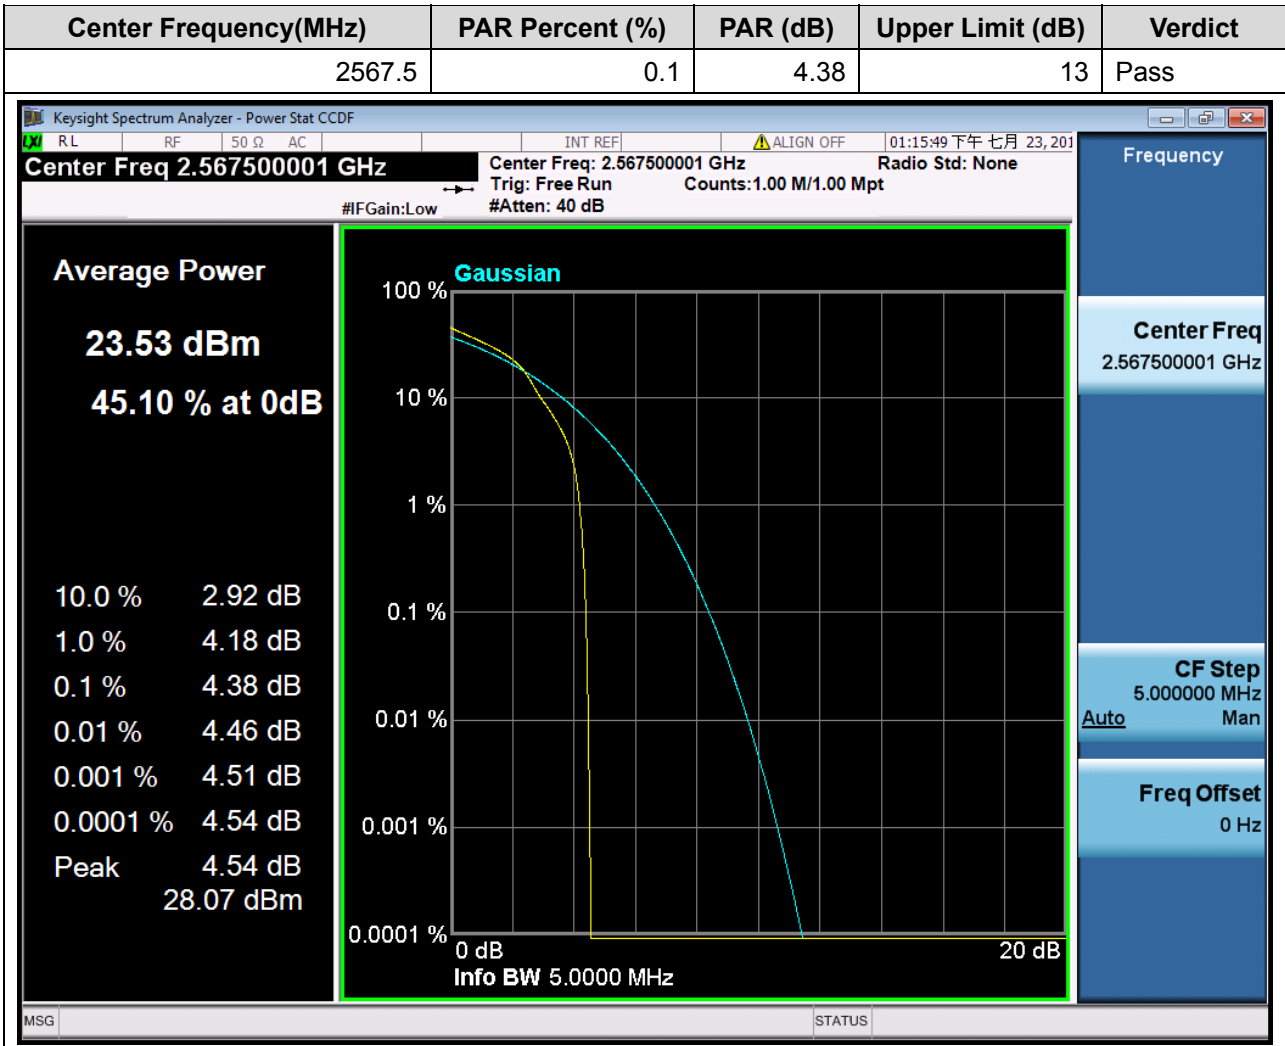 Center Frequency(MHz) PAR Percent (%) PAR (dB) Upper Limit (dB) Verdict
2567.5 0.1 4.38 13 Pass
Keysight Spectrum Analyzer - Power Stat CCDF
LXI RL RF 50 Ω AC INT REF ALIGN OFF 01:15:49 下午 七月 23, 201
Center Freq 2.567500001 GHz
Center Freq: 2.567500001 GHz Radio Std: None
Trig: Free Run Counts:1.00 M/1.00 Mpt
#IFGain:Low #Atten: 40 dB
Average Power
23.53 dBm
45.10 % at 0dB
10.0 % 2.92 dB
1.0 % 4.18 dB
0.1 % 4.38 dB
0.01 % 4.46 dB
0.001 % 4.51 dB
0.0001 % 4.54 dB
Peak 4.54 dB
28.07 dBm
Gaussian
100 %
10 %
1 %
0.1 %
0.01 %
0.001 %
0.0001 %
0 dB 20 dB
Info BW 5.0000 MHz
Frequency
Center Freq
2.567500001 GHz
CF Step
5.000000 MHz
Auto Man
Freq Offset
0 Hz
MSG STATUS